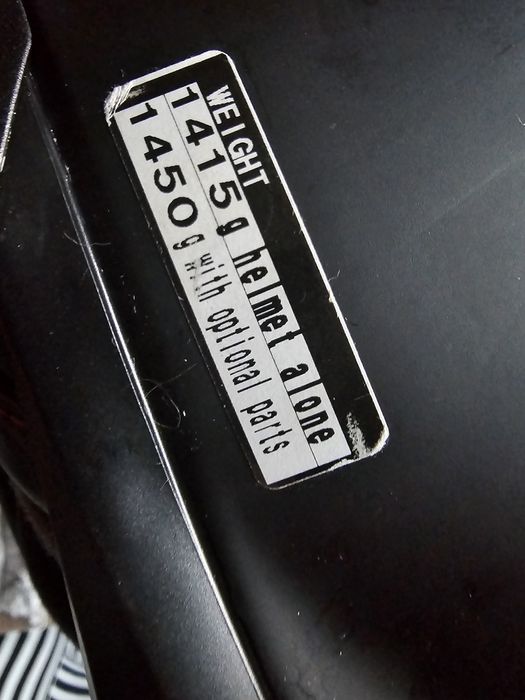 WEIGHT
1415g helmet alone
1450g with optional parts